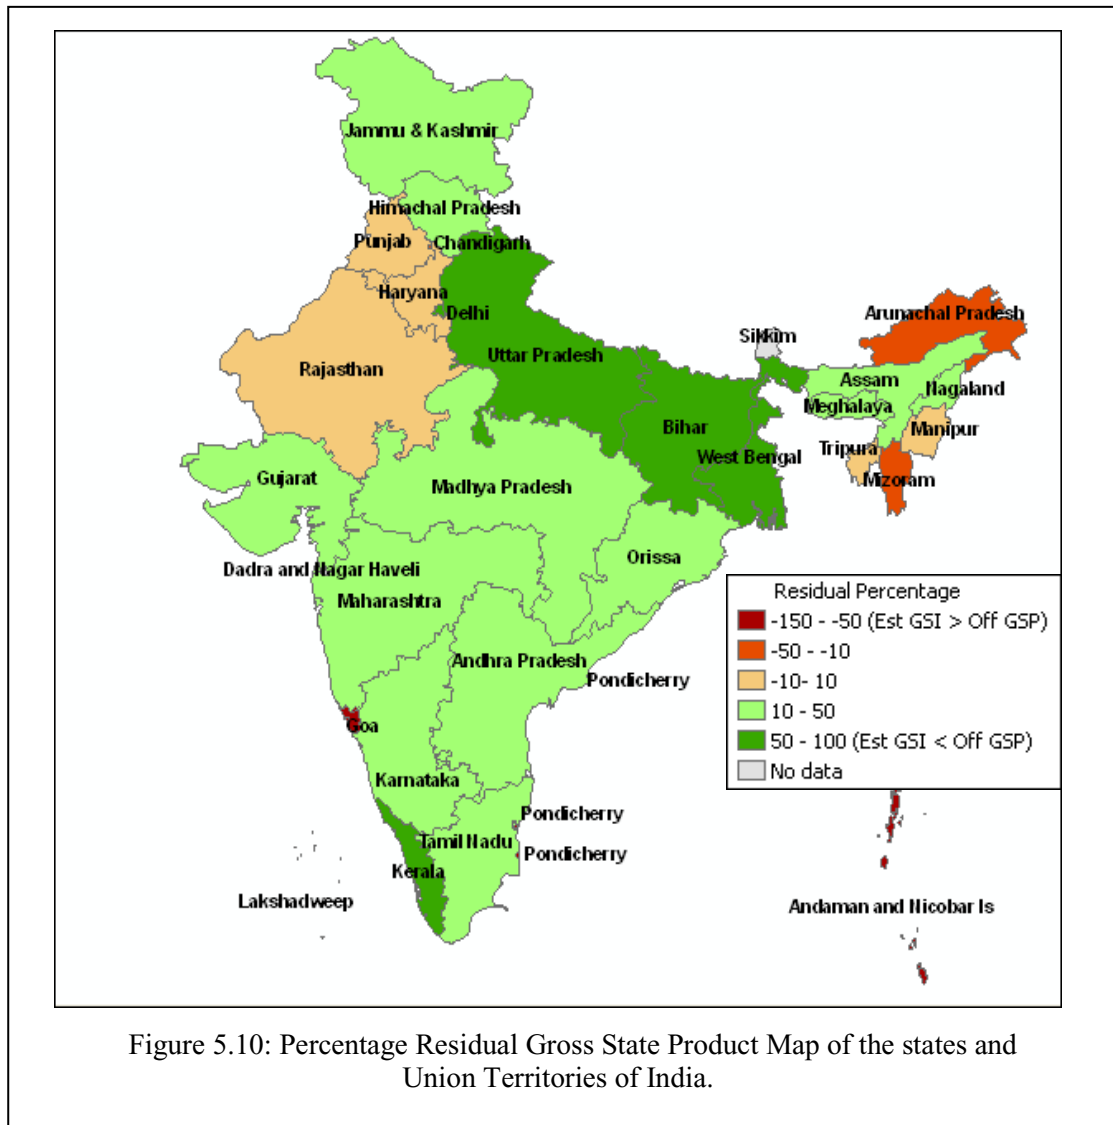 Jammu & Kashmir
Himachal Pradesh
Punjab
Chandigarh
Haryana
Delhi
Rajasthan
Uttar Pradesh
Sikkim
Arunachal Pradesh
Assam
Nagaland
Meghalaya
Bihar
Manipur
Tripura
West Bengal
Mizoram
Gujarat
Madhya Pradesh
Orissa
Dadra and Nagar Haveli
Maharashtra
Andhra Pradesh
Pondicherry
Goa
Karnataka
Pondicherry
Tamil Nadu
Pondicherry
Kerala
Lakshadweep
Andaman and Nicobar Is
Residual Percentage
-150 - -50 (Est GSI > Off GSP)
-50 - -10
-10- 10
10 - 50
50 - 100 (Est GSI < Off GSP)
No data
Figure 5.10: Percentage Residual Gross State Product Map of the states and
Union Territories of India.